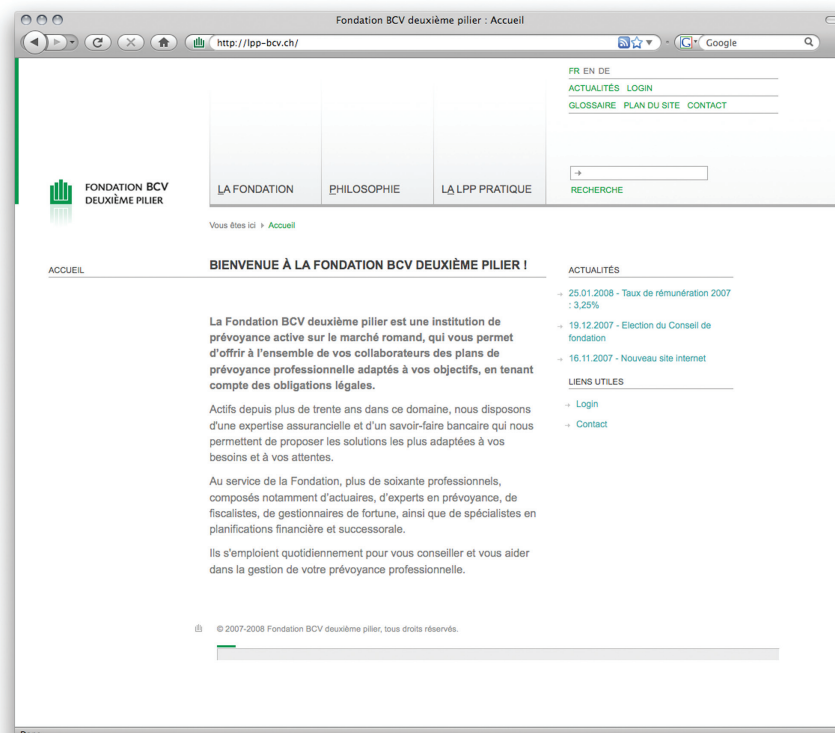 Fondation BCV deuxième pilier : Accueil
http://lpp-bcv.ch/
G
Google
FR EN DE
ACTUALITÉS LOGIN
GLOSSAIRE PLAN DU SITE CONTACT
RECHERCHE
FONDATION BCV
DEUXIÈME PILIER
LA FONDATION
PHILOSOPHIE
LA LPP PRATIQUE
Vous êtes ici Accueil
ACCUEIL
BIENVENUE À LA FONDATION BCV DEUXIÈME PILIER !
La Fondation BCV deuxième pilier est une institution de
prévoyance active sur le marché romand, qui vous permet
d'offrir à l'ensemble de vos collaborateurs des plans de
prévoyance professionnelle adaptés à vos objectifs, en tenant
compte des obligations légales.
Actifs depuis plus de trente ans dans ce domaine, nous disposons
d'une expertise assurancielle et d'un savoir-faire bancaire qui nous
permettent de proposer les solutions les plus adaptées à vos
besoins et à vos attentes.
Au service de la Fondation, plus de soixante professionnels,
composés notamment d'actuaires, d'experts en prévoyance, de
fiscalistes, de gestionnaires de fortune, ainsi que de spécialistes en
planifications financière et successorale.
Ils s'emploient quotidiennement pour vous conseiller et vous aider
dans la gestion de votre prévoyance professionnelle.
ACTUALITÉS
25.01.2008 - Taux de rémunération 2007
: 3,25%
19.12.2007 - Election du Conseil de
fondation
16.11.2007 - Nouveau site internet
LIENS UTILES
Login
Contact
© 2007-2008 Fondation BCV deuxième pilier, tous droits réservés.